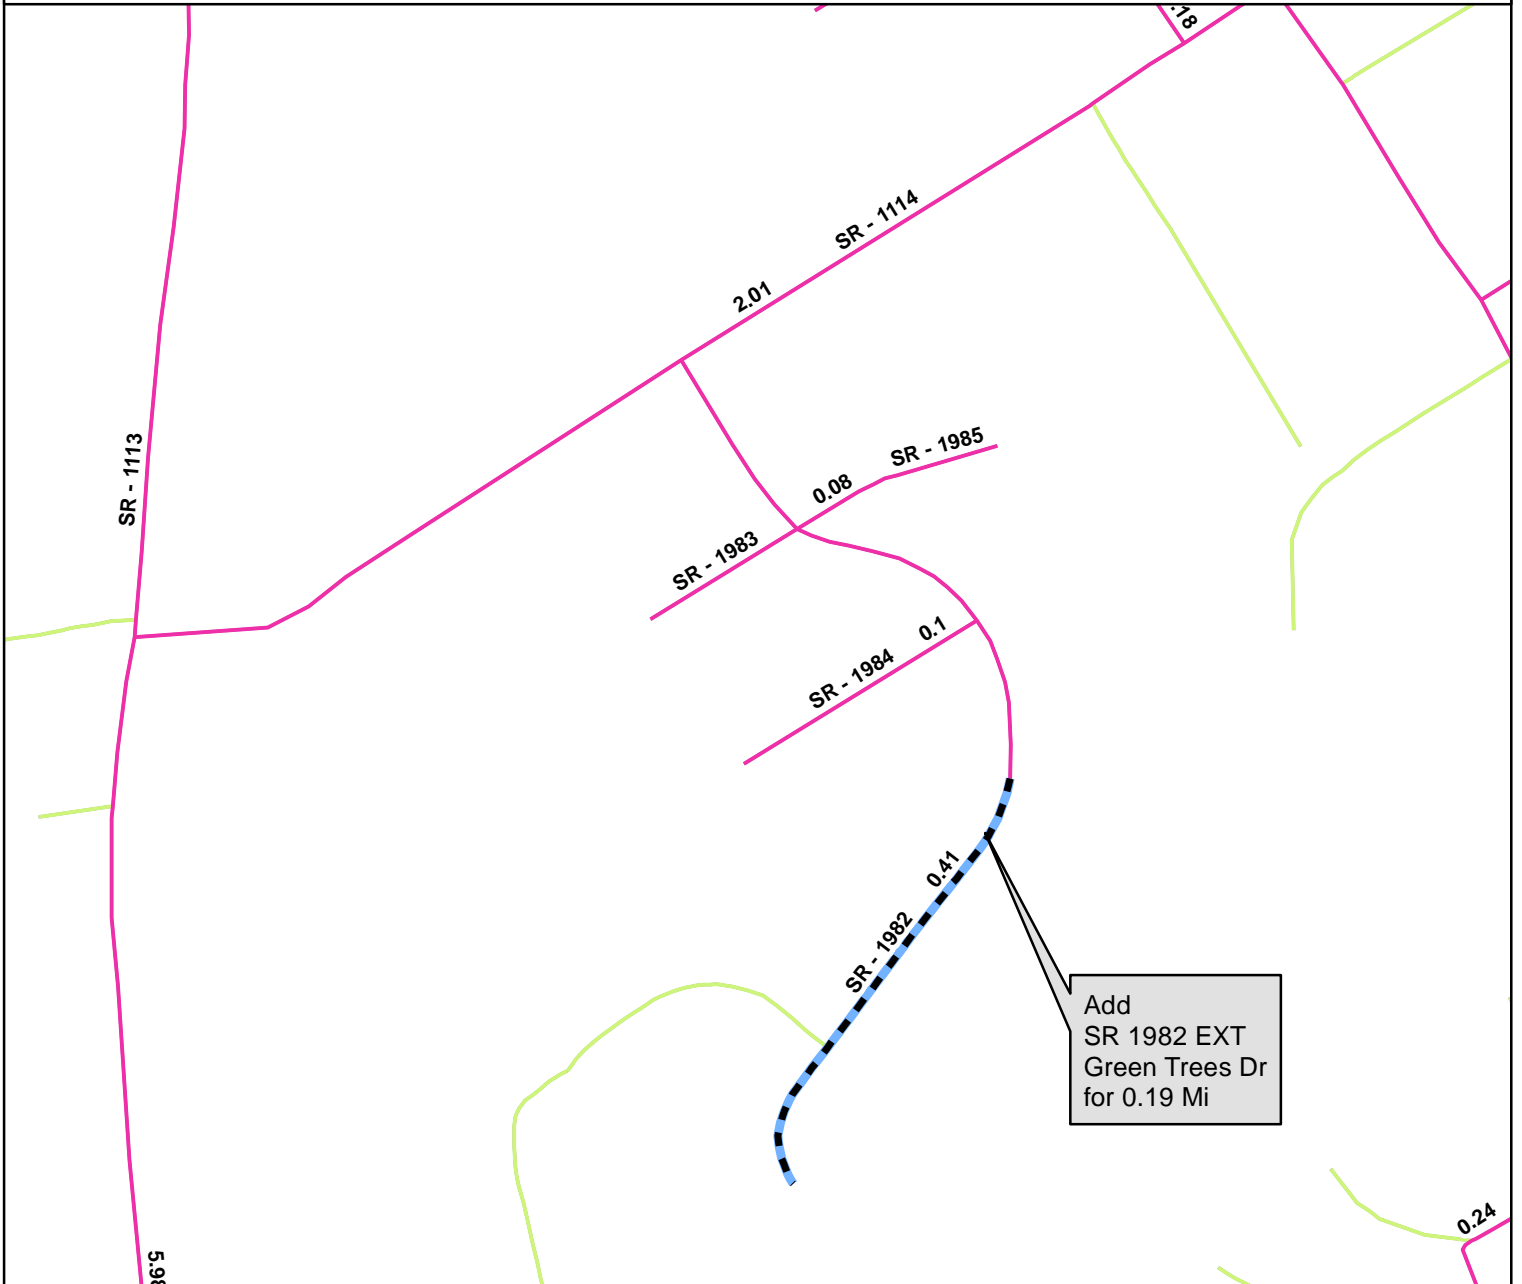 .18
SR - 1114
2.01
SR - 1113
SR - 1985
0.08
SR - 1983
0.1
SR - 1984
0.41
SR - 1982
Add
SR 1982 EXT
Green Trees Dr
for 0.19 Mi
0.24